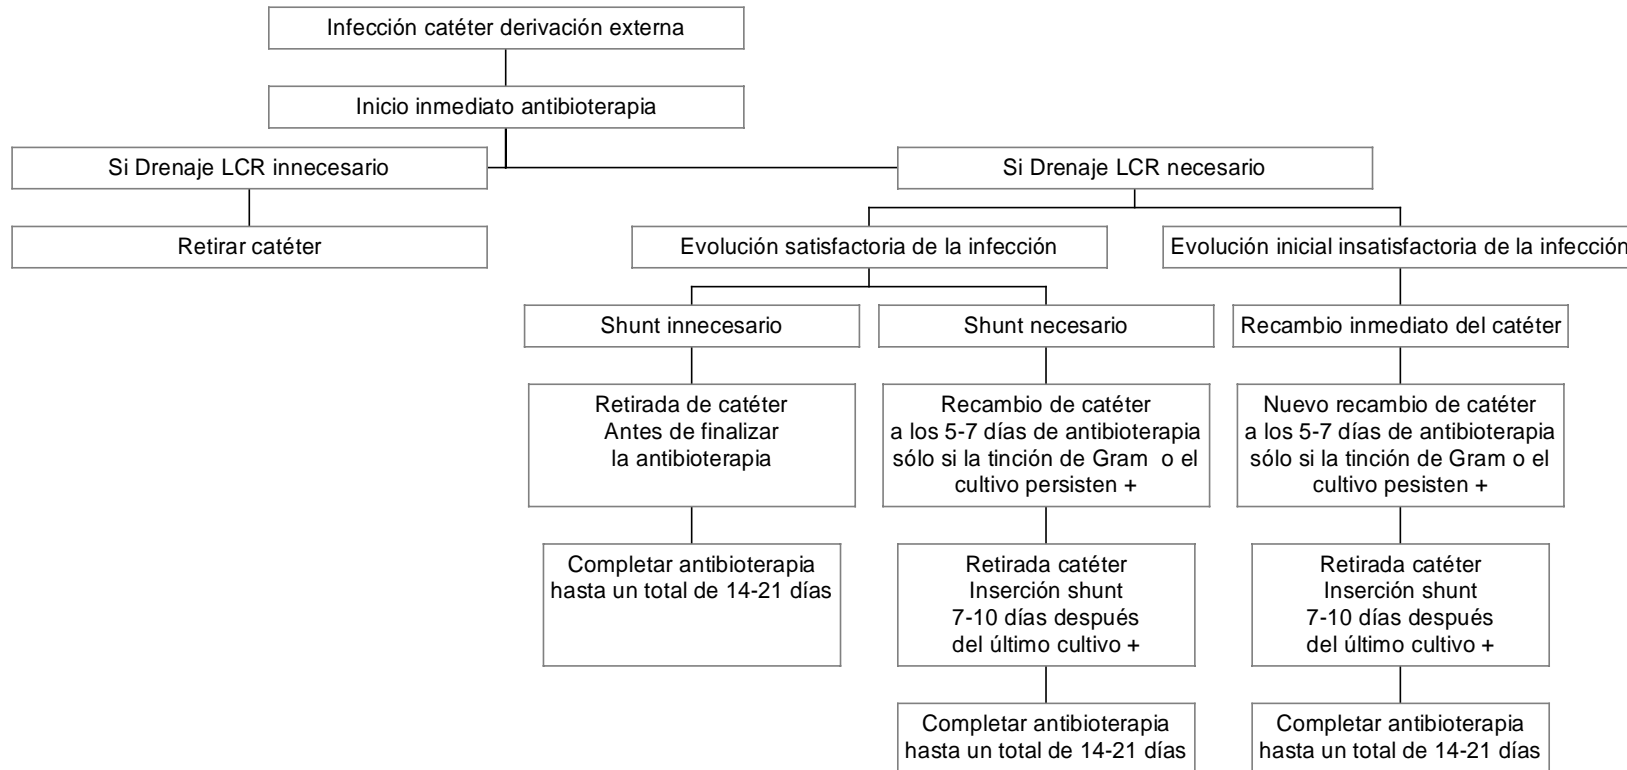 Infección catéter derivación externa
Inicio inmediato antibioterapia
Si Drenaje LCR innecesario
Si Drenaje LCR necesario
Retirar catéter
Evolución satisfactoria de la infección
Evolución inicial insatisfactoria de la infección
Shunt innecesario
Shunt necesario
Recambio inmediato del catéter
Retirada de catéter
Antes de finalizar
la antibioterapia
Recambio de catéter
a los 5-7 días de antibioterapia
sólo si la tinción de Gram o el
cultivo persisten +
Nuevo recambio de catéter
a los 5-7 días de antibioterapia
sólo si la tinción de Gram o el
cultivo pesisten +
Completar antibioterapia
hasta un total de 14-21 días
Retirada catéter
Inserción shunt
7-10 días después
del último cultivo +
Retirada catéter
Inserción shunt
7-10 días después
del último cultivo +
Completar antibioterapia
hasta un total de 14-21 días
Completar antibioterapia
hasta un total de 14-21 días